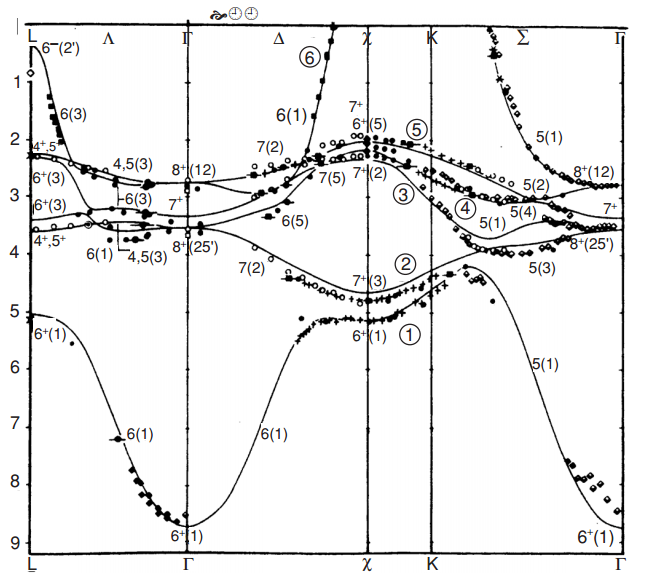 L Λ Γ Δ χ K Σ Γ
6⁻(2') ⑥
1
6(3) 6(1) 7⁺ 6⁺(5) ⑤ 5(1)
2
4⁺,5⁻ 4,5(3) 8⁺(12) 7(2) 8⁺(12)
6⁺(3) 7(5) 7⁺(2) 5(2)
3
6(3) 7⁺ ③ ④ 7⁺
6⁺(3) 6(5) 5(1) 5(4)
4⁺,5⁺ 6(1) 4,5(3) 8⁺(25') 8⁺(25')
4
7(2) 7⁺(3) ② 5(3)
5
6⁺(1) 6⁺(1) ①
6
5(1)
7
6(1) 6(1)
8
6⁺(1) 6⁺(1)
9
L Γ χ K Γ